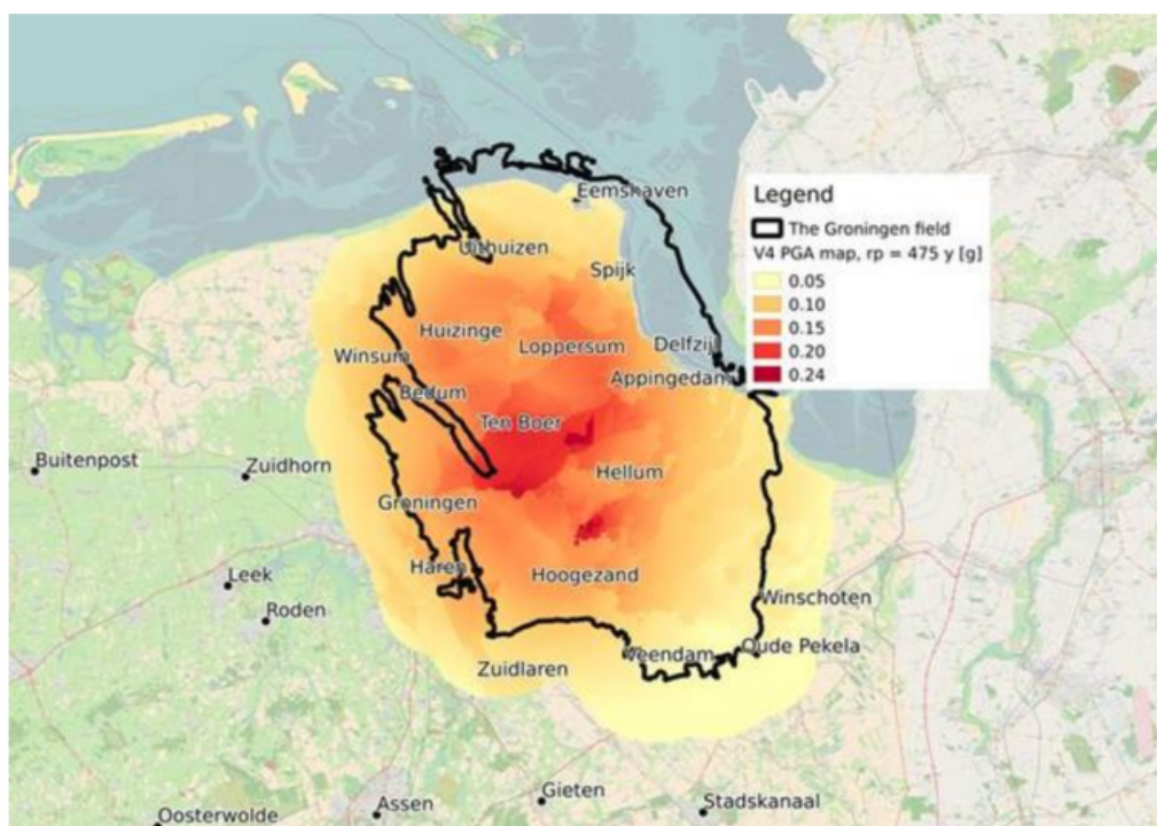 Eemshaven
Legend
The Groningen field
V4 PGA map, rp = 475 y [g]
0.05
0.10
0.15
0.20
0.24
Uithuizen
Spijk
Huizinge
Loppersum
Delfzijl
Winsum
Appingedam
Bedum
Ten Boer
Buitenpost
Zuidhorn
Hellum
Groningen
Leek
Haren
Hoogezand
Roden
Winschoten
Zuidlaren
Veendam
Oude Pekela
Gieten
Assen
Stadskanaal
Oosterwolde